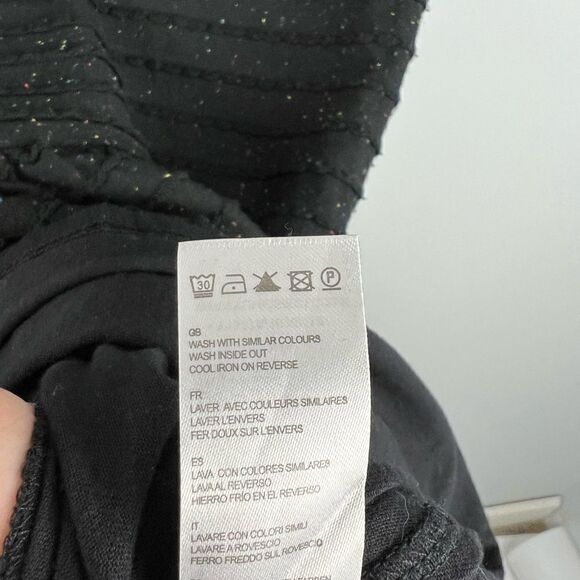 30 P
GB
WASH WITH SIMILAR COLOURS
WASH INSIDE OUT
COOL IRON ON REVERSE
FR
LAVER AVEC COULEURS SIMILAIRES
LAVER L'ENVERS
FER DOUX SUR L'ENVERS
ES
LAVA CON COLORES SIMILARES
LAVA AL REVERSO
HIERRO FRÍO EN EL REVERSO
IT
LAVARE CON COLORI SIMILI
LAVARE A ROVESCIO
FERRO FREDDO SUL ROVESCIO